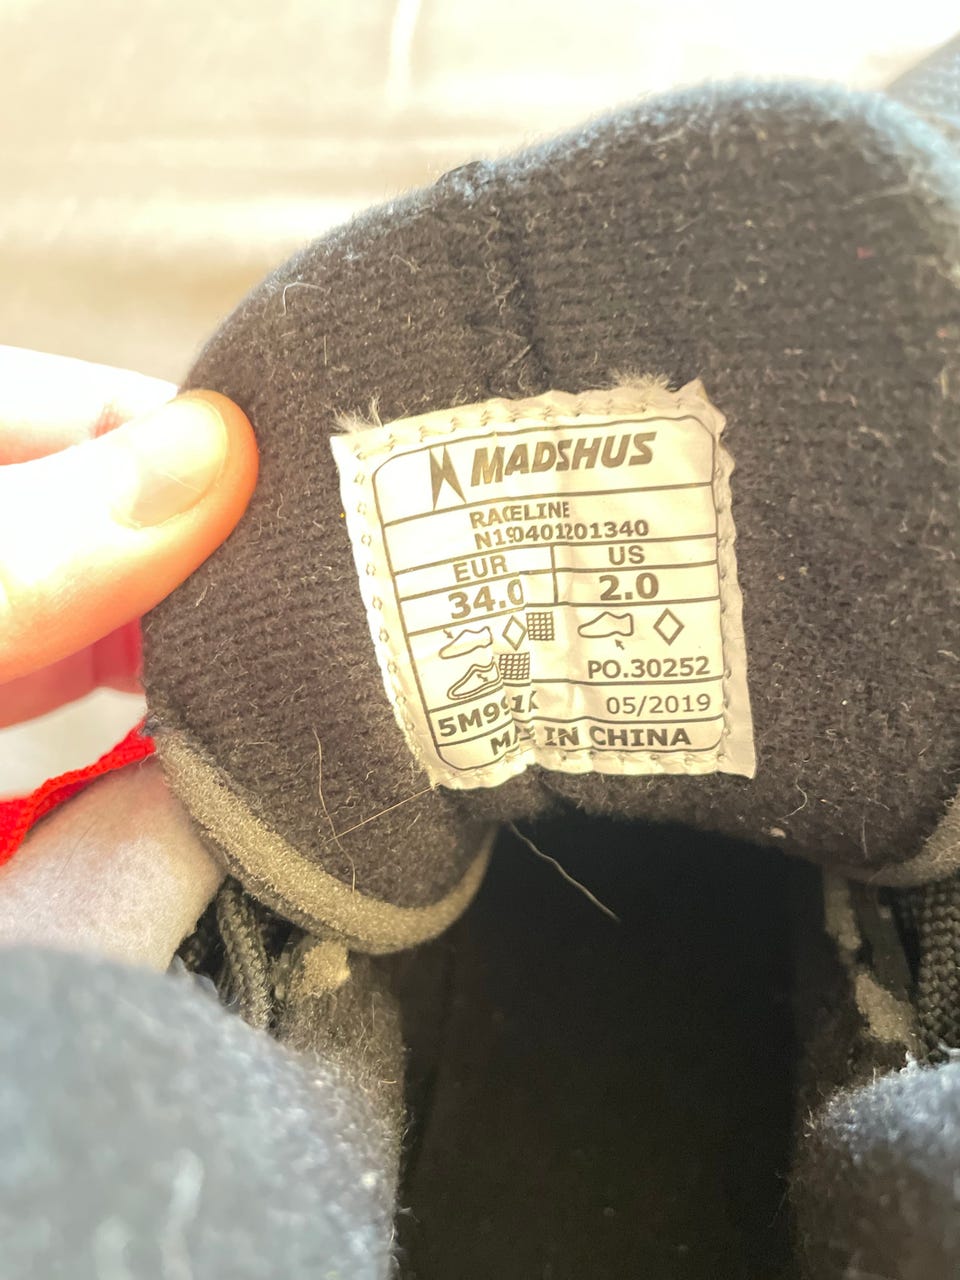 MADSHUS
RACELINE
N190401201340
EUR US
34.0 2.0
PO.30252
05/2019
MADE IN CHINA